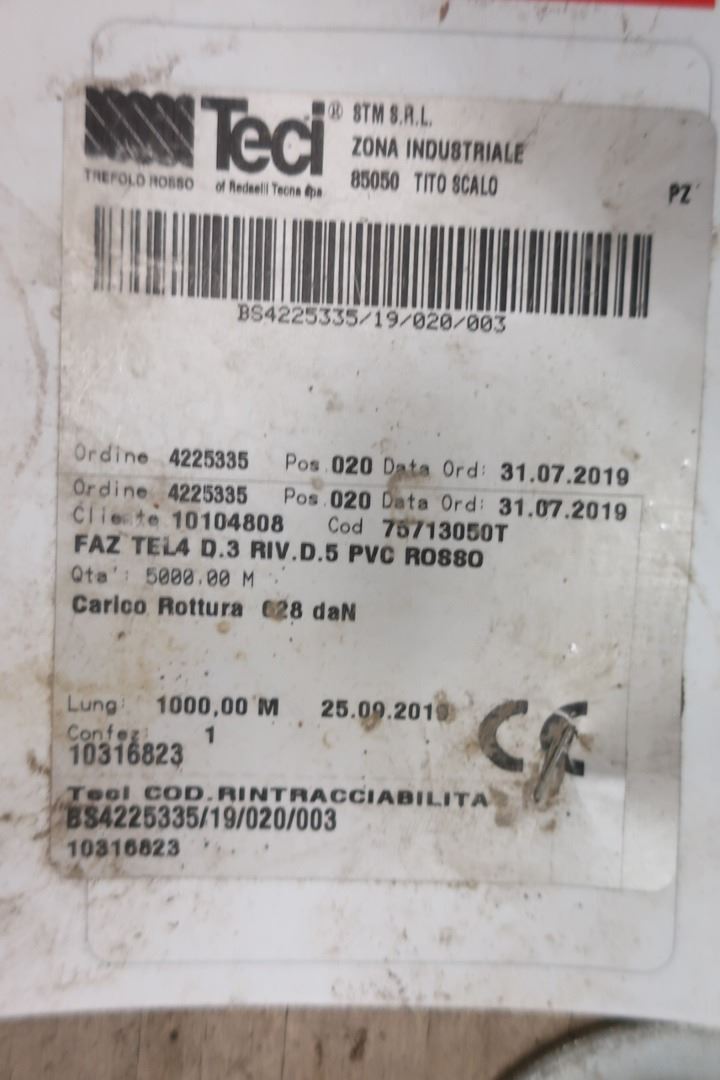 Teci® STM S.R.L.
ZONA INDUSTRIALE
TREFOLO ROSSO of Redaelli Tecna Spa 85050 TITO SCALO PZ
BS4225335/19/020/003
Ordine 4225335 Pos. 020 Data Ord: 31.07.2019
Ordine 4225335 Pos. 020 Data Ord: 31.07.2019
Cliente 10104808 Cod 75713050T
FAZ TEL4 D.3 RIV.D.5 PVC ROSSO
Qta': 5000.00 M
Carico Rottura 628 daN
Lung: 1000,00 M 25.09.2019
Confez: 1
10316823
CE
Teci COD.RINTRACCIABILITA
BS4225335/19/020/003
10316823